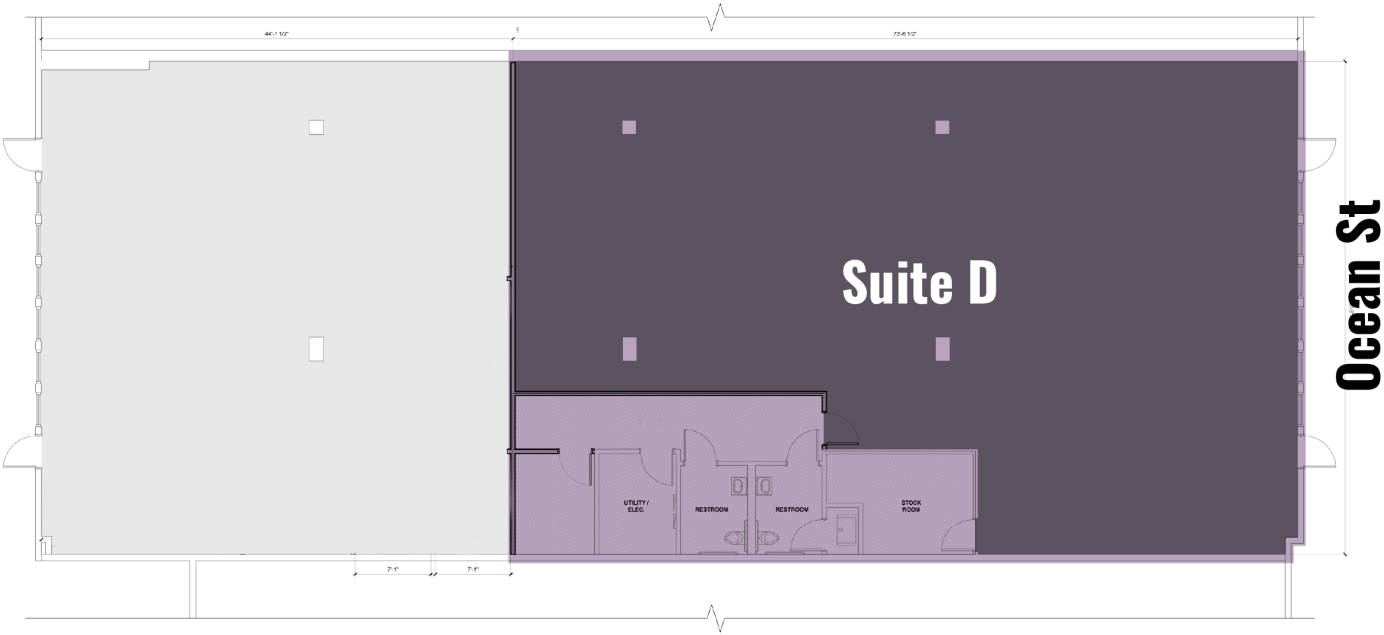 44'-1 1/2"
73'-6 1/2"
Suite D
Ocean St
UTILITY /
ELEC.
RESTROOM
RESTROOM
STOCK
ROOM
7'-1"
7'-1"